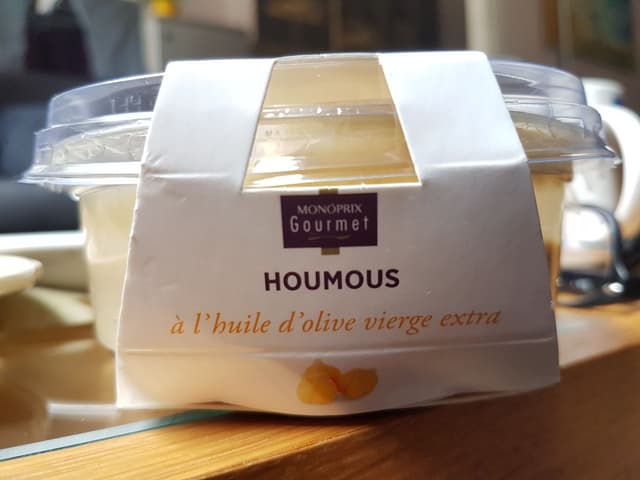 MONOPRIX
Gourmet
HOUMOUS
à l'huile d'olive vierge extra